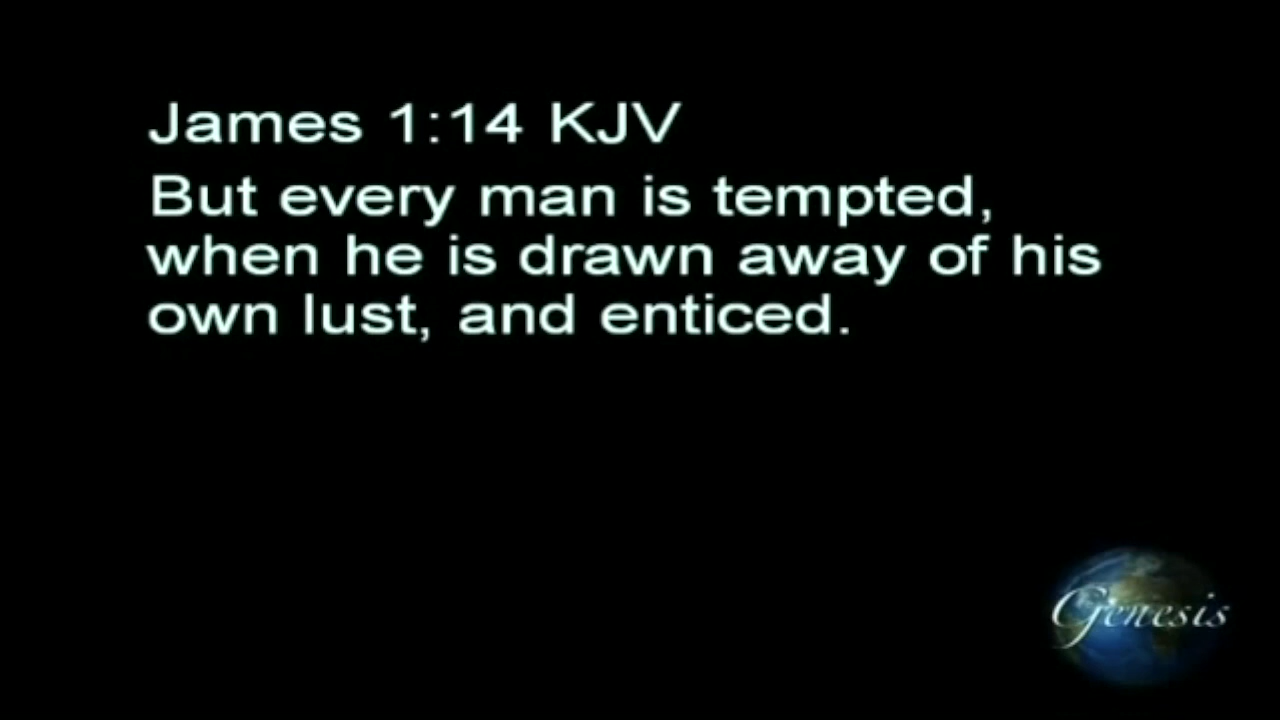 James 1:14 KJV
But every man is tempted,
when he is drawn away of his
own lust, and enticed.
Genesis